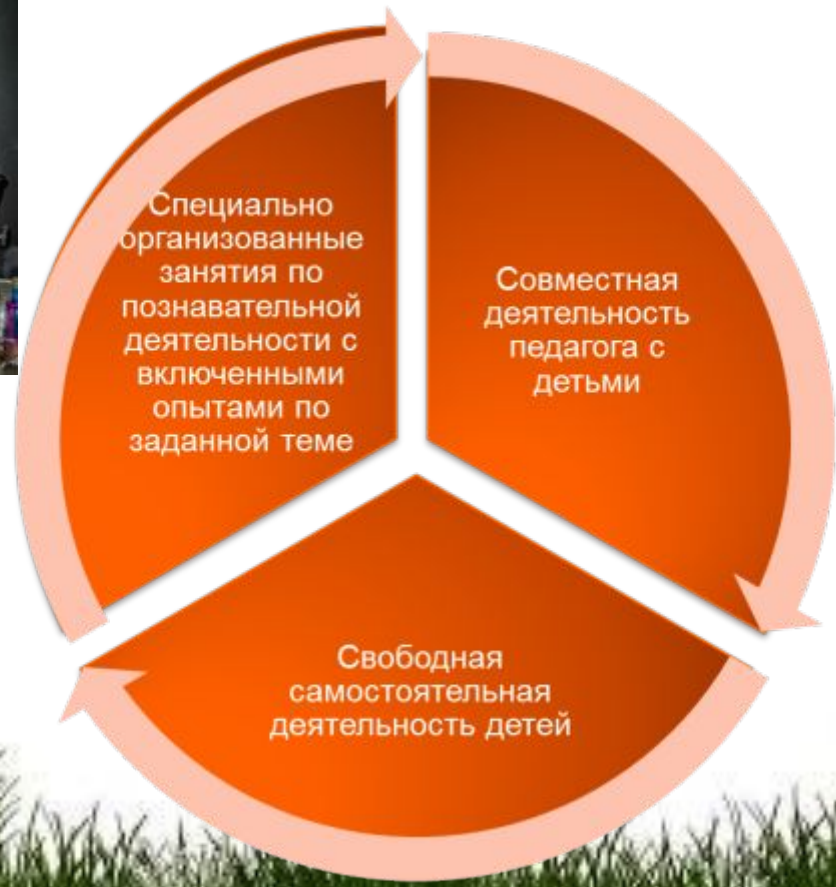 Специально
организованные
занятия по
познавательной
деятельности с
включенными
опытами по
заданной теме
Совместная
деятельность
педагога с
детьми
Свободная
самостоятельная
деятельность детей